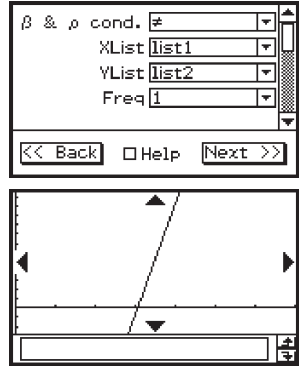 β & ρ cond. ≠
XList list1
YList list2
Freq 1
<< Back □Help Next >>